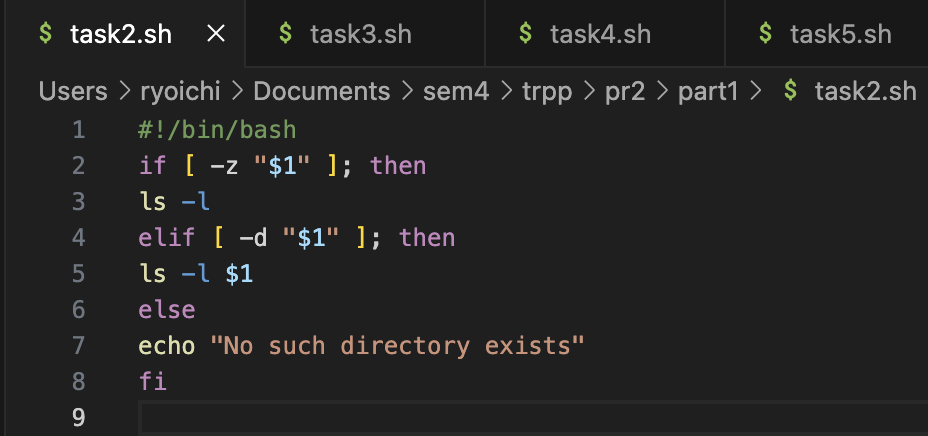 $ task2.sh × $ task3.sh $ task4.sh $ task5.sh
Users > ryoichi > Documents > sem4 > trpp > pr2 > part1 > $ task2.sh
1 #!/bin/bash
2 if [ -z "$1" ]; then
3 ls -l
4 elif [ -d "$1" ]; then
5 ls -l $1
6 else
7 echo "No such directory exists"
8 fi
9